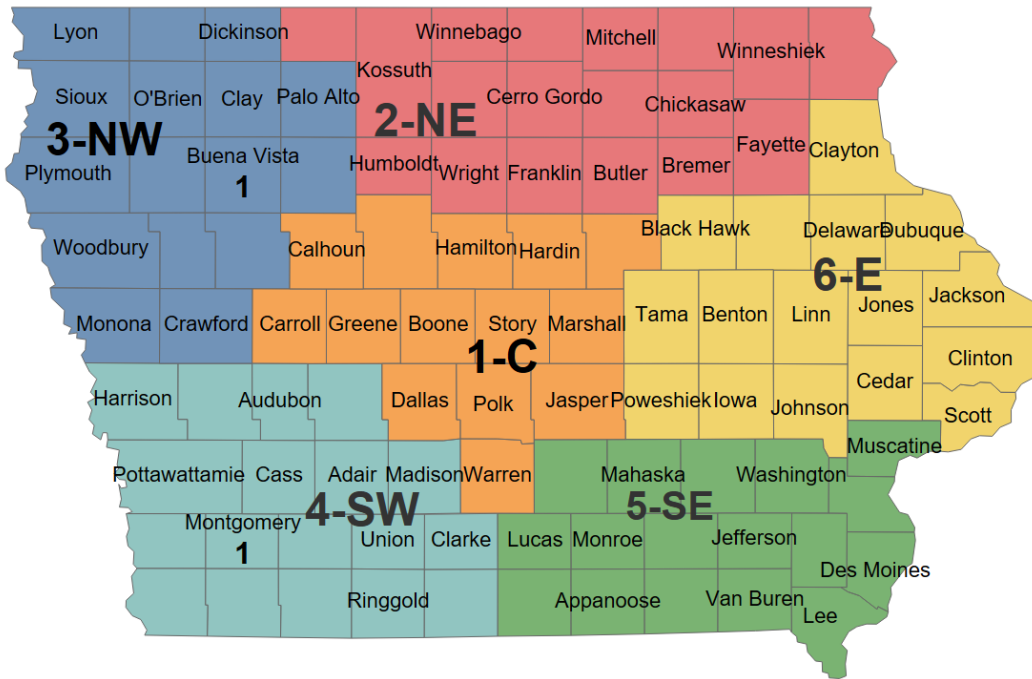 Lyon Dickinson Winnebago Mitchell Winneshiek
Kossuth
Sioux O'Brien Clay Palo Alto Cerro Gordo Chickasaw
3-NW 2-NE
Plymouth Buena Vista Humboldt Wright Franklin Butler Bremer Fayette Clayton
1
Woodbury Calhoun Hamilton Hardin Black Hawk Delaware Dubuque
6-E
Monona Crawford Carroll Greene Boone Story Marshall Tama Benton Linn Jones Jackson
1-C
Clinton
Harrison Audubon Dallas Polk Jasper Poweshiek Iowa Johnson Cedar Scott
Muscatine
Pottawattamie Cass Adair Madison Warren Mahaska Washington
4-SW 5-SE
Montgomery Union Clarke Lucas Monroe Jefferson
1
Des Moines
Ringgold Appanoose Van Buren Lee